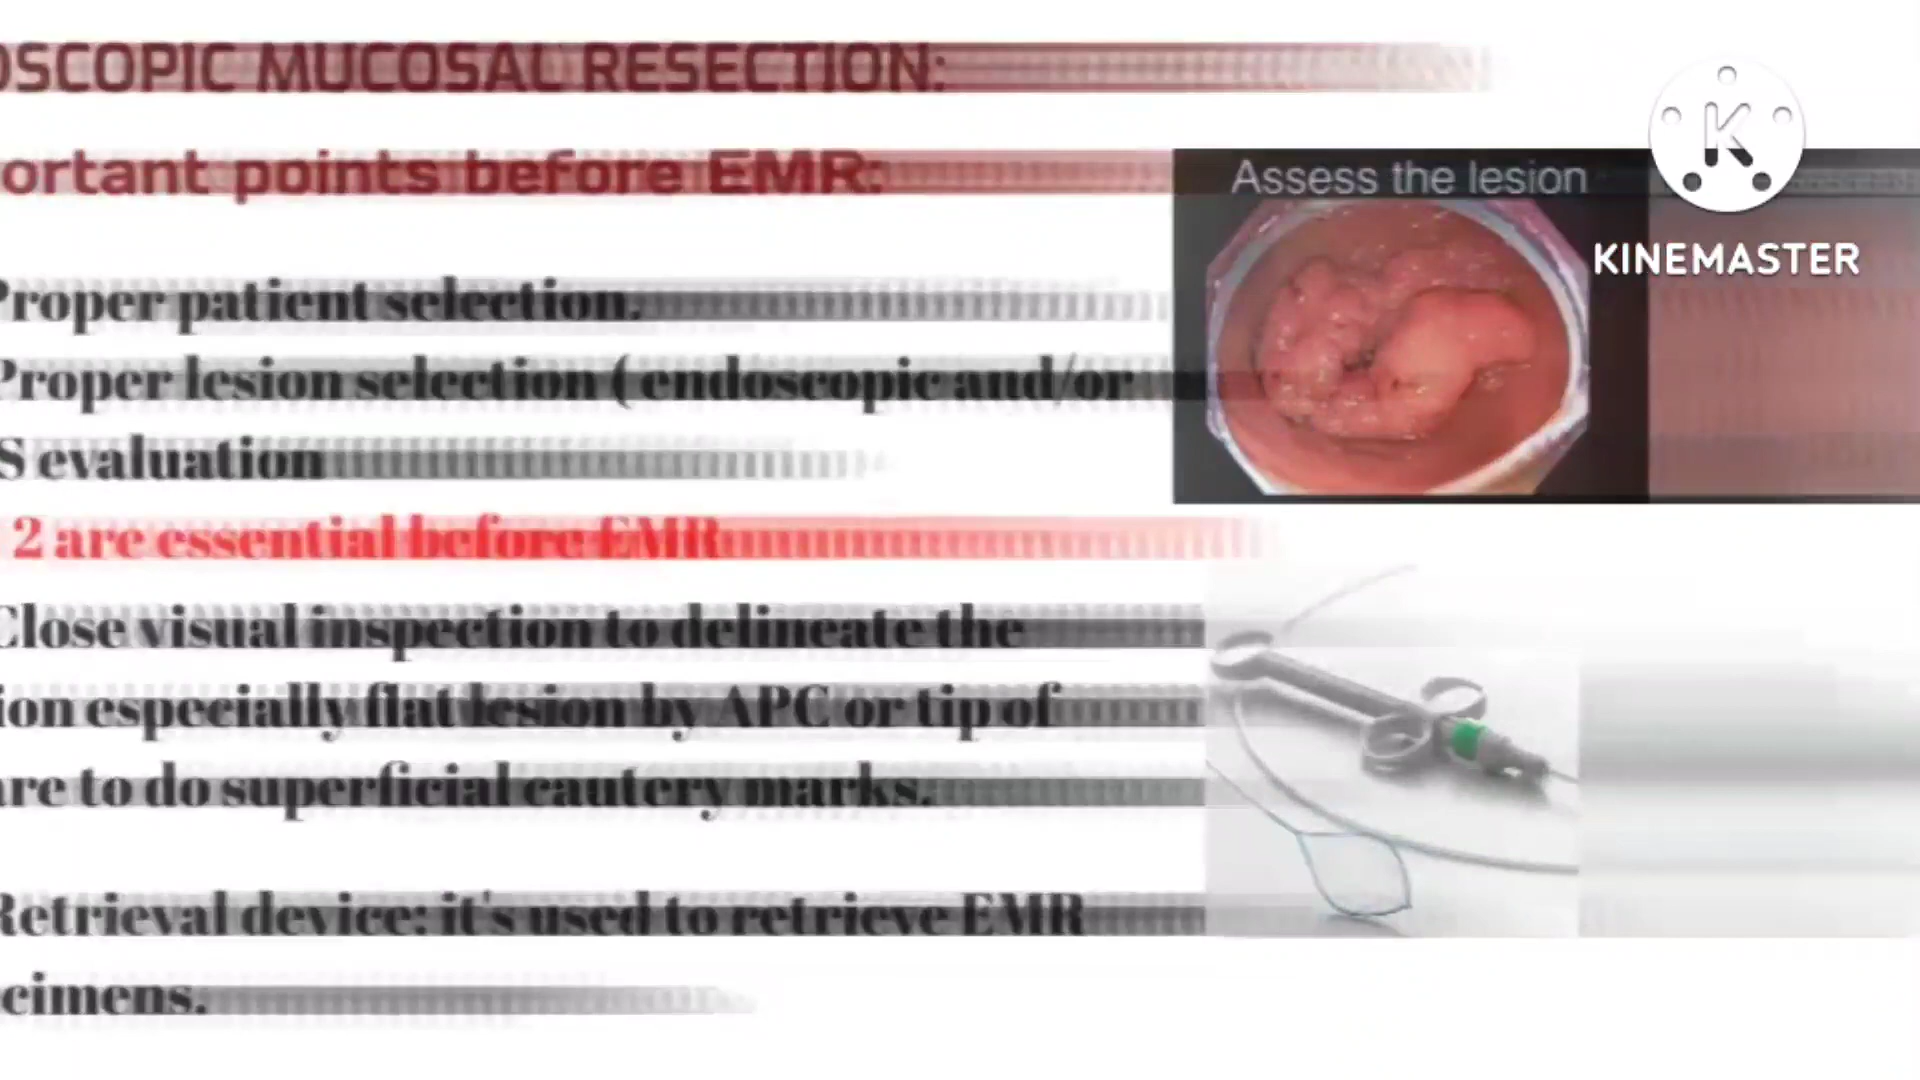 OSCOPIC MUCOSAL RESECTION:
ortant points before EMR:
Assess the lesion
KINEMASTER
Proper patient selection.
Proper lesion selection ( endoscopic and/or
S evaluation
2 are essential before EMR
Close visual inspection to delineate the
ion especially flat lesion by APC or tip of
are to do superficial cautery marks.
Retrieval device: it's used to retrieve EMR
cimens.